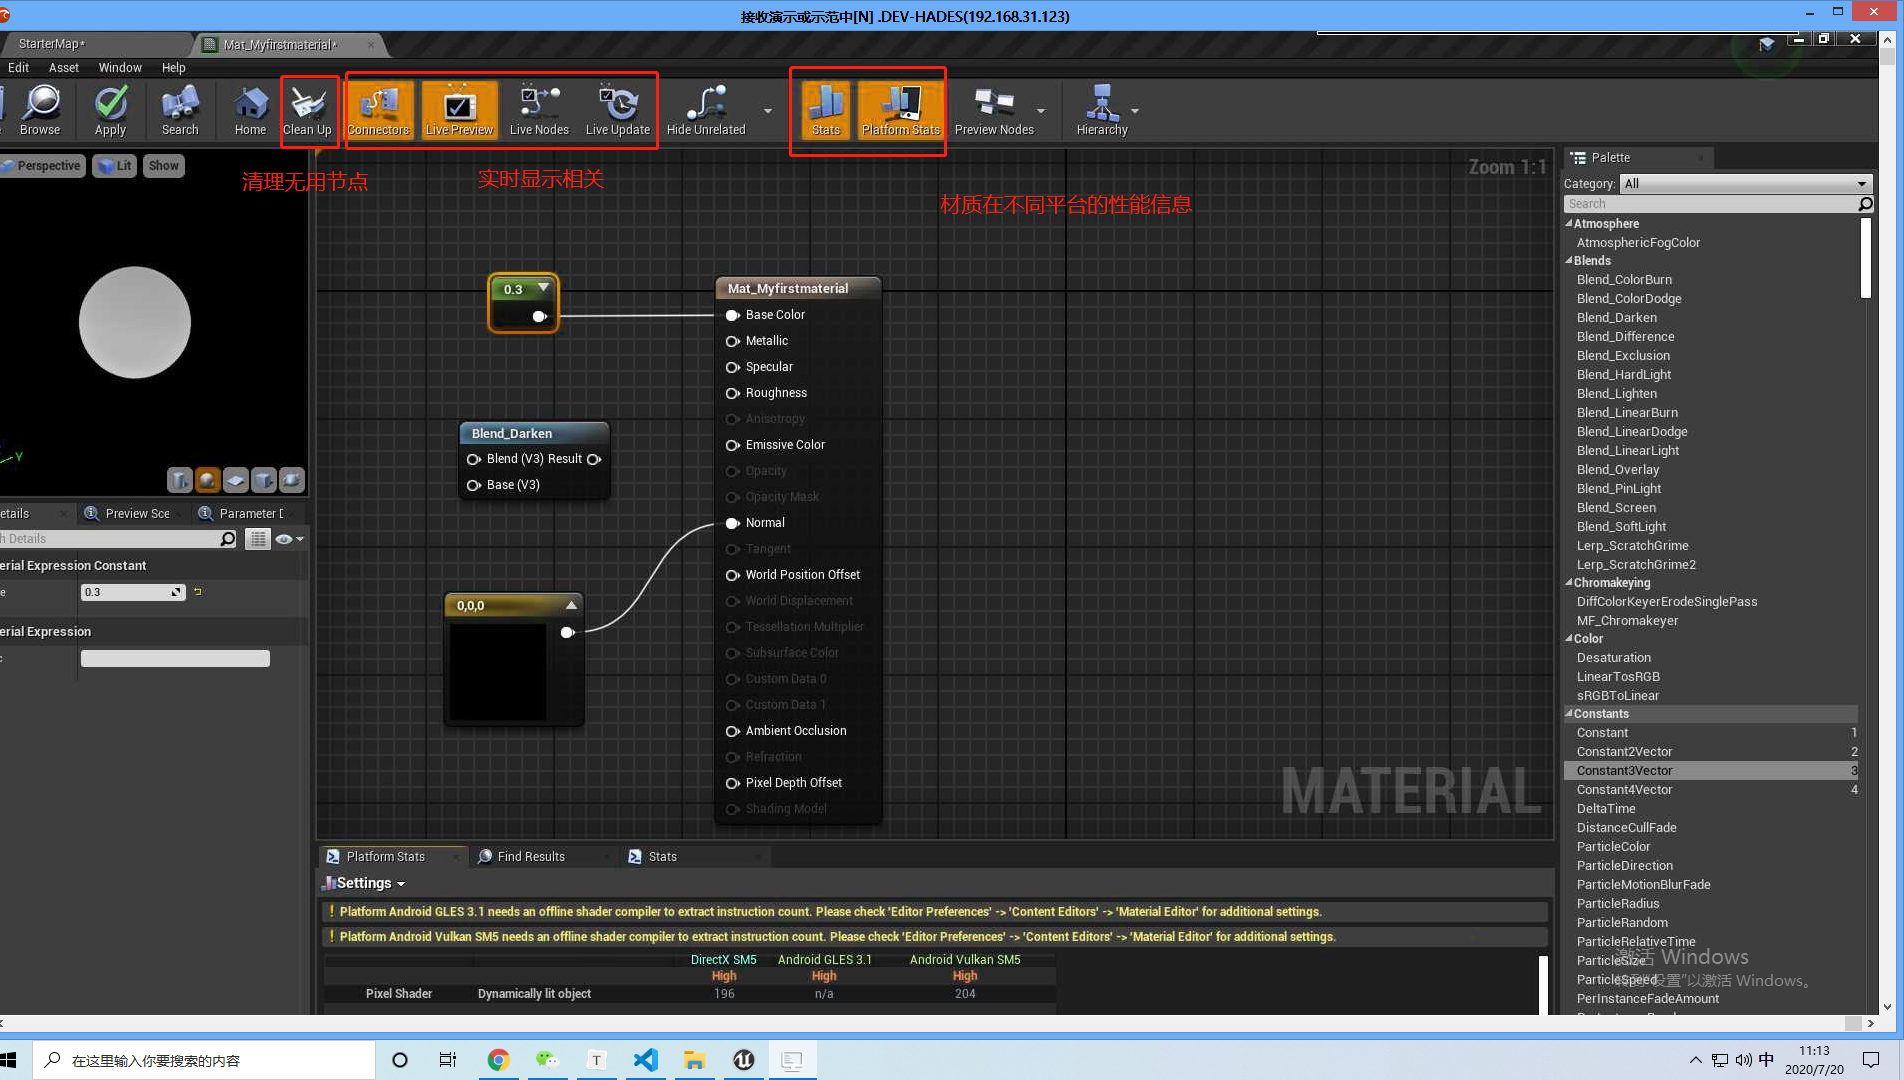 接收演示或示范中[N] .DEV-HADES(192.168.31.123)
StarterMap*
Mat_Myfirstmaterial*
Edit Asset Window Help
Browse Apply Search Home Clean Up Connectors Live Preview Live Nodes Live Update Hide Unrelated Stats Platform Stats Preview Nodes Hierarchy
清理无用节点
实时显示相关
材质在不同平台的性能信息
Perspective Lit Show
Y
Zoom 1:1
0.3
Mat_Myfirstmaterial
Base Color
Metallic
Specular
Roughness
Anisotropy
Emissive Color
Opacity
Opacity Mask
Normal
Tangent
World Position Offset
World Displacement
Tessellation Multiplier
Subsurface Color
Custom Data 0
Custom Data 1
Ambient Occlusion
Refraction
Pixel Depth Offset
Shading Model
Blend_Darken
Blend (V3) Result
Base (V3)
0,0,0
MATERIAL
etails Preview Sce Parameter D
h Details
erial Expression Constant
e 0.3
erial Expression
c
Palette
Category: All
Search
Atmosphere
AtmosphericFogColor
Blends
Blend_ColorBurn
Blend_ColorDodge
Blend_Darken
Blend_Difference
Blend_Exclusion
Blend_HardLight
Blend_Lighten
Blend_LinearBurn
Blend_LinearDodge
Blend_LinearLight
Blend_Overlay
Blend_PinLight
Blend_Screen
Blend_SoftLight
Lerp_ScratchGrime
Lerp_ScratchGrime2
Chromakeying
DiffColorKeyerErodeSinglePass
MF_Chromakeyer
Color
Desaturation
LinearTosRGB
sRGBToLinear
Constants
Constant 1
Constant2Vector 2
Constant3Vector 3
Constant4Vector 4
DeltaTime
DistanceCullFade
ParticleColor
ParticleDirection
ParticleMotionBlurFade
ParticleRadius
ParticleRandom
ParticleRelativeTime
ParticleSize
ParticleSpeed
PerInstanceFadeAmount
激活 Windows
转到"设置"以激活 Windows。
Platform Stats Find Results Stats
Settings
! Platform Android GLES 3.1 needs an offline shader compiler to extract instruction count. Please check 'Editor Preferences' -> 'Content Editors' -> 'Material Editor' for additional settings.
! Platform Android Vulkan SM5 needs an offline shader compiler to extract instruction count. Please check 'Editor Preferences' -> 'Content Editors' -> 'Material Editor' for additional settings.
DirectX SM5 Android GLES 3.1 Android Vulkan SM5
High High High
Pixel Shader Dynamically lit object 196 n/a 204
在这里输入你要搜索的内容
T
中
11:13
2020/7/20